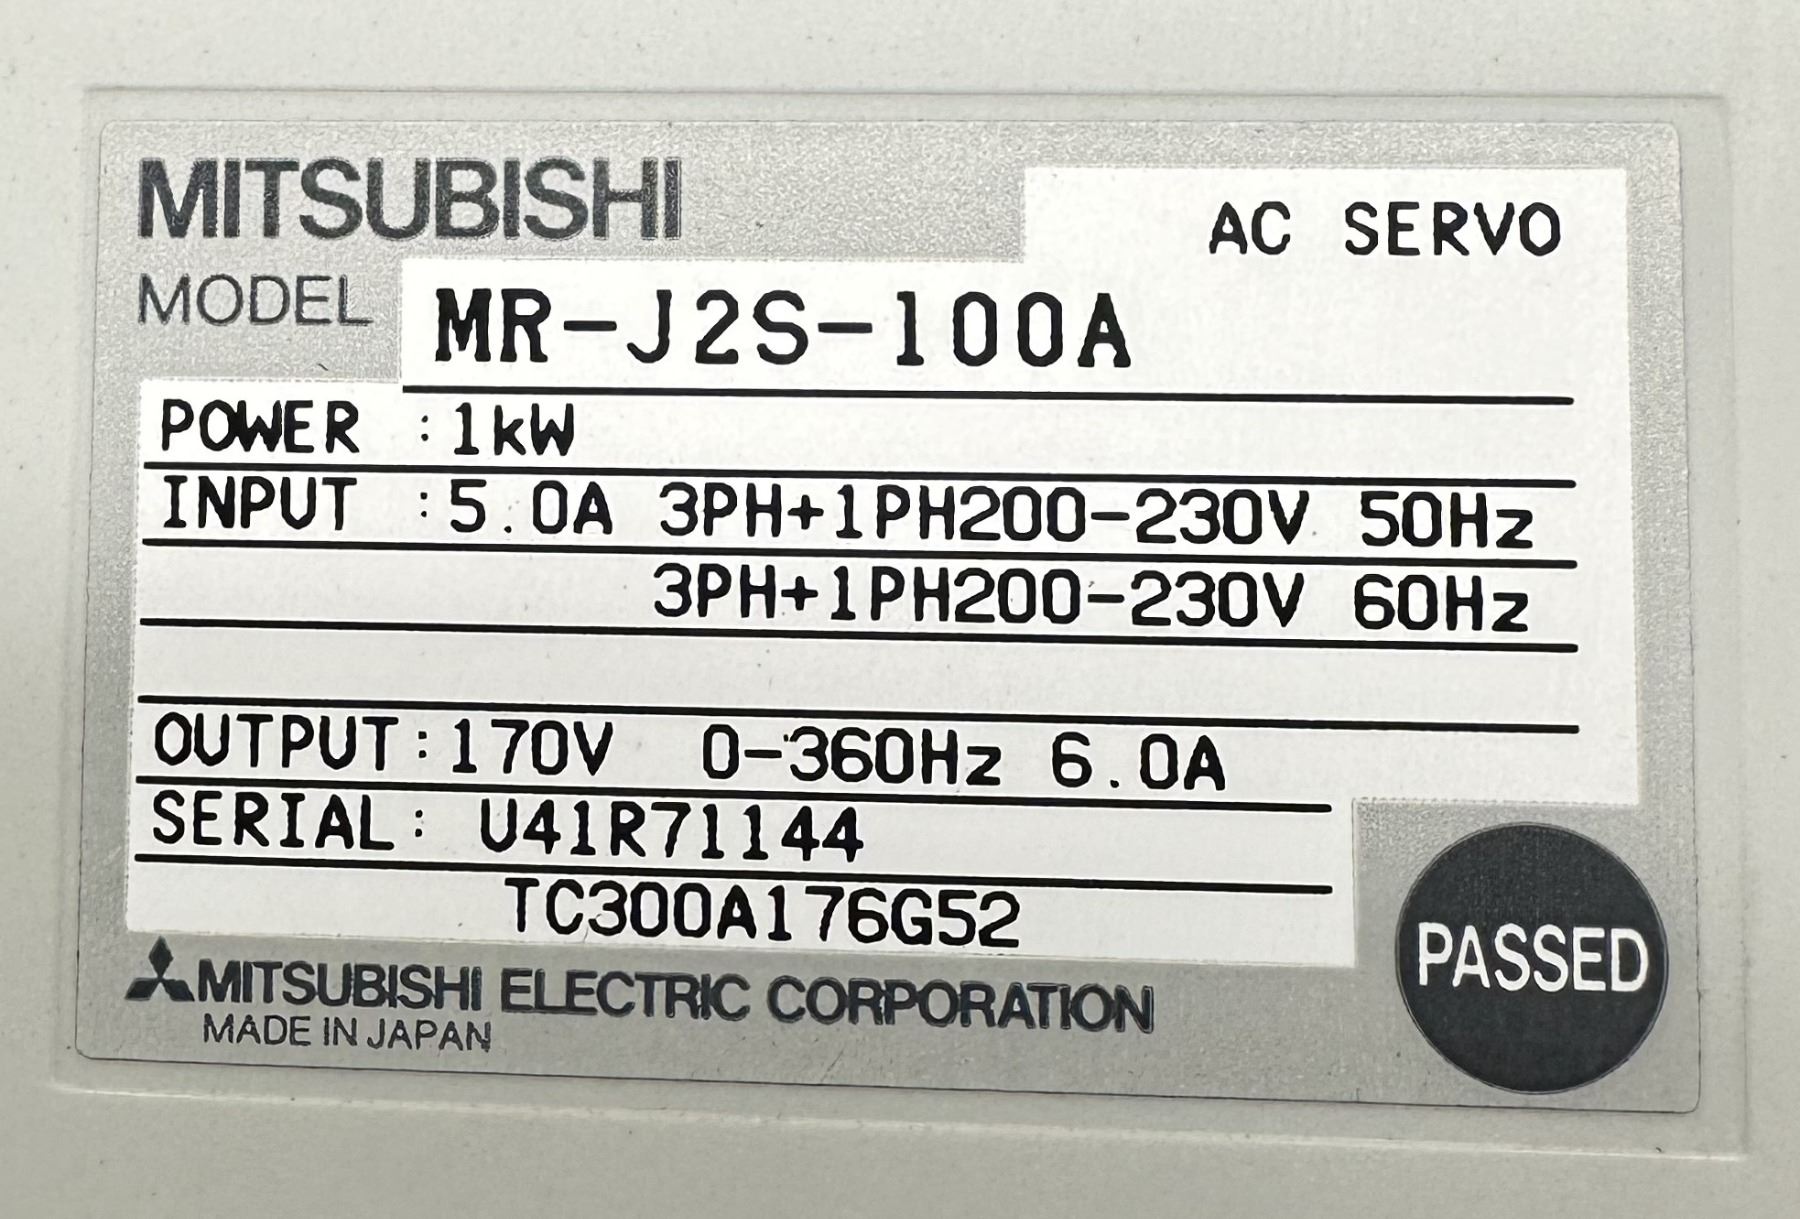 MITSUBISHI
AC SERVO
MODEL MR-J2S-100A
POWER :1kW
INPUT :5.0A 3PH+1PH200-230V 50Hz
3PH+1PH200-230V 60Hz
OUTPUT:170V 0-360Hz 6.0A
SERIAL: U41R71144
TC300A176G52
PASSED
MITSUBISHI ELECTRIC CORPORATION
MADE IN JAPAN